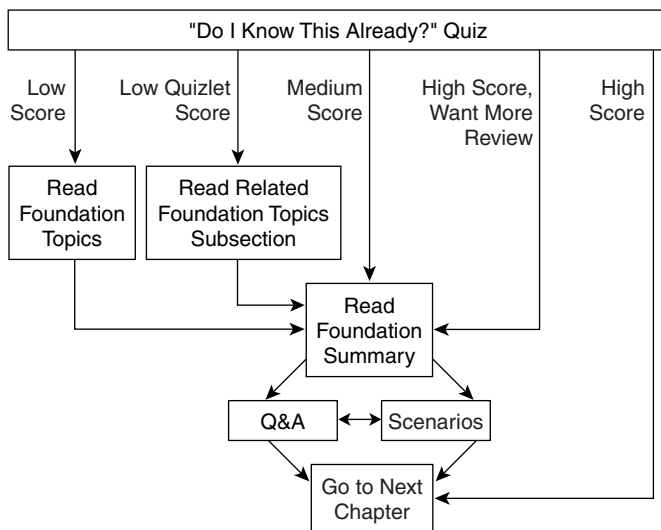 "Do I Know This Already?" Quiz
Low
Score
Low Quizlet
Score
Medium
Score
High Score,
Want More
Review
High
Score
Read
Foundation
Topics
Read Related
Foundation Topics
Subsection
Read
Foundation
Summary
Q&A
Scenarios
Go to Next
Chapter